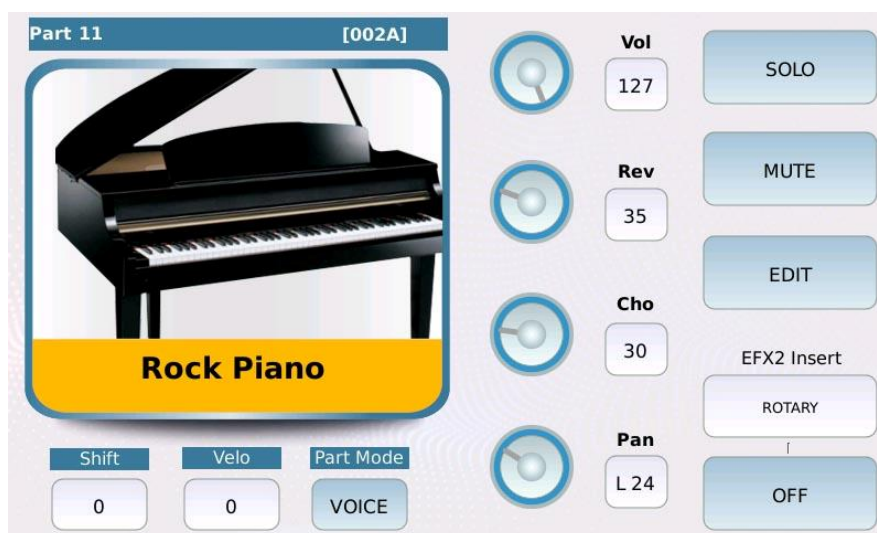 Part 11 [002A]
Rock Piano
Shift Velo Part Mode
0 0 VOICE
Vol
127
Rev
35
Cho
30
Pan
L 24
SOLO
MUTE
EDIT
EFX2 Insert
ROTARY
OFF